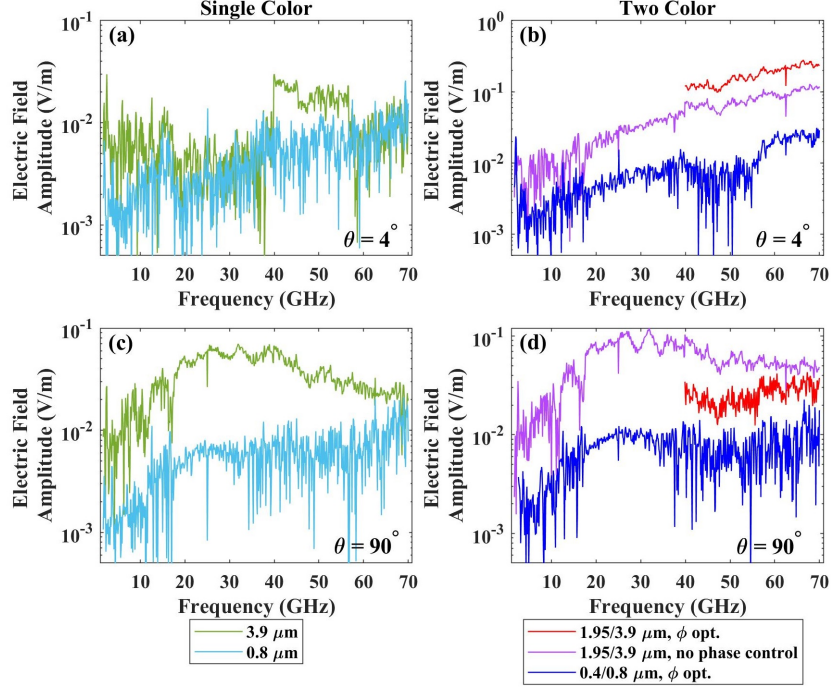 Single Color
Two Color
(a)
10⁻¹
10⁻²
10⁻³
Electric Field
Amplitude (V/m)
θ = 4°
10 20 30 40 50 60 70
Frequency (GHz)
(b)
10⁰
10⁻¹
10⁻²
10⁻³
Electric Field
Amplitude (V/m)
θ = 4°
10 20 30 40 50 60 70
Frequency (GHz)
(c)
10⁻¹
10⁻²
10⁻³
Electric Field
Amplitude (V/m)
θ = 90°
10 20 30 40 50 60 70
Frequency (GHz)
(d)
10⁻¹
10⁻²
10⁻³
Electric Field
Amplitude (V/m)
θ = 90°
10 20 30 40 50 60 70
Frequency (GHz)
3.9 μm
0.8 μm
1.95/3.9 μm, ϕ opt.
1.95/3.9 μm, no phase control
0.4/0.8 μm, ϕ opt.